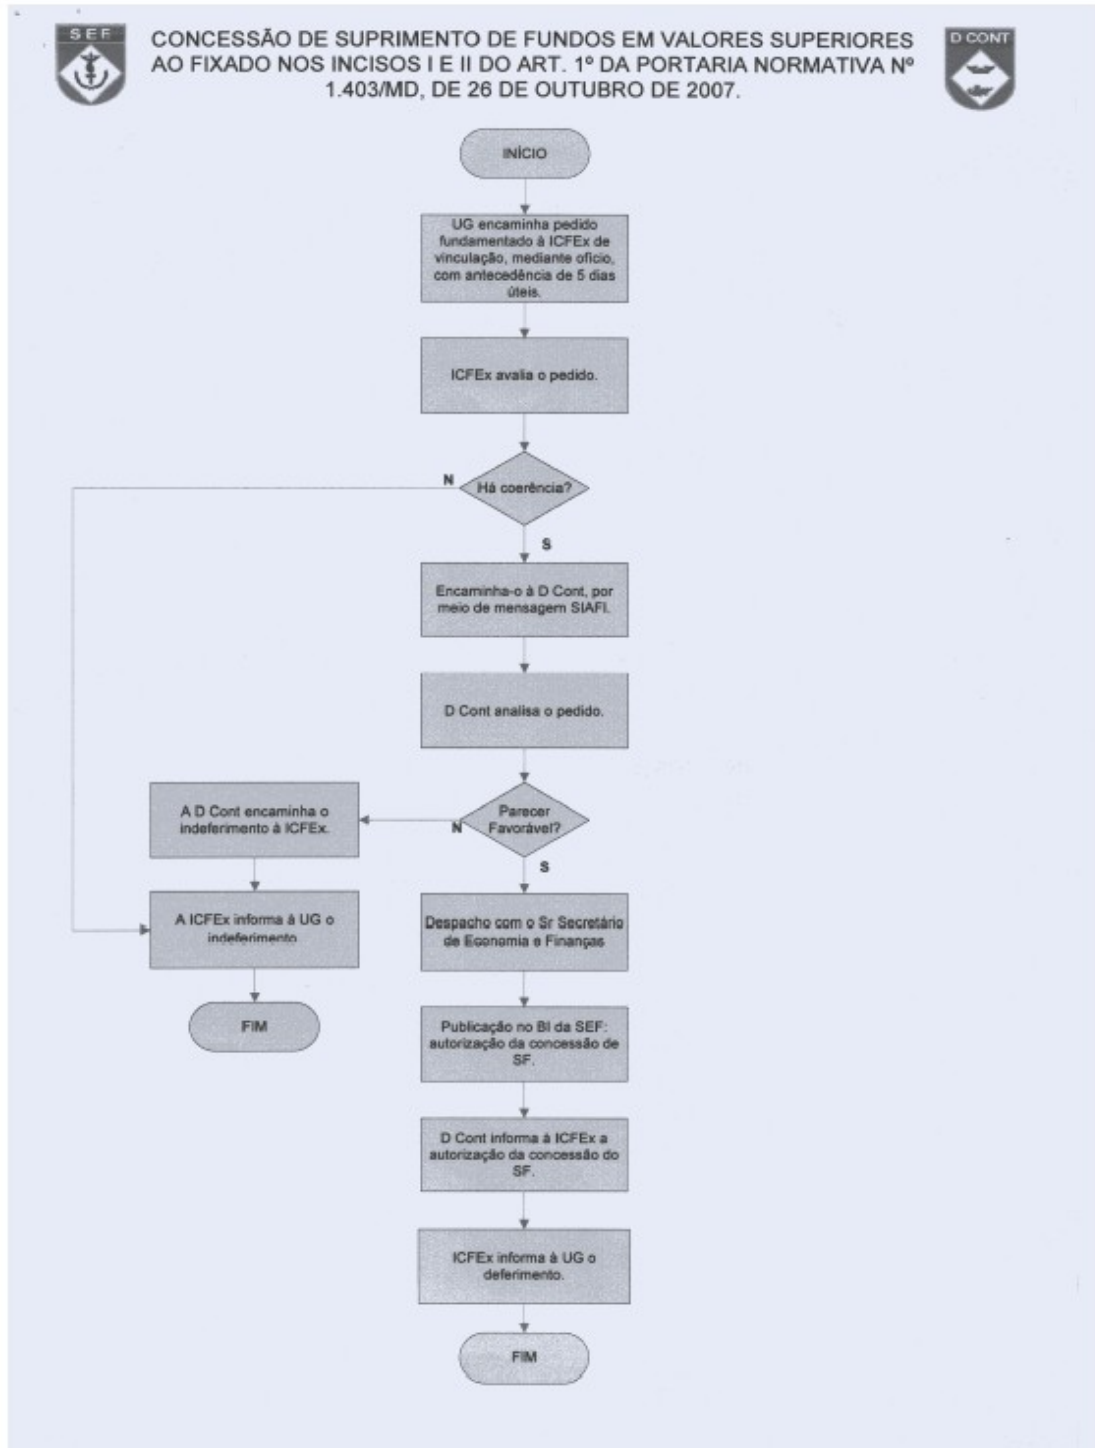 SEF
D CONT
CONCESSÃO DE SUPRIMENTO DE FUNDOS EM VALORES SUPERIORES
AO FIXADO NOS INCISOS I E II DO ART. 1º DA PORTARIA NORMATIVA Nº
1.403/MD, DE 26 DE OUTUBRO DE 2007.
INÍCIO
UG encaminha pedido
fundamentado à ICFEx de
vinculação, mediante ofício,
com antecedência de 5 dias
úteis.
ICFEx avalia o pedido.
N
Há coerência?
S
Encaminha-o à D Cont, por
meio de mensagem SIAFI.
D Cont analisa o pedido.
Parecer
Favorável?
N
S
A D Cont encaminha o
indeferimento à ICFEx.
A ICFEx informa à UG o
indeferimento
FIM
Despacho com o Sr Secretário
de Economia e Finanças
Publicação no BI da SEF:
autorização da concessão de
SF.
D Cont informa à ICFEx a
autorização da concessão do
SF.
ICFEx informa à UG o
deferimento.
FIM